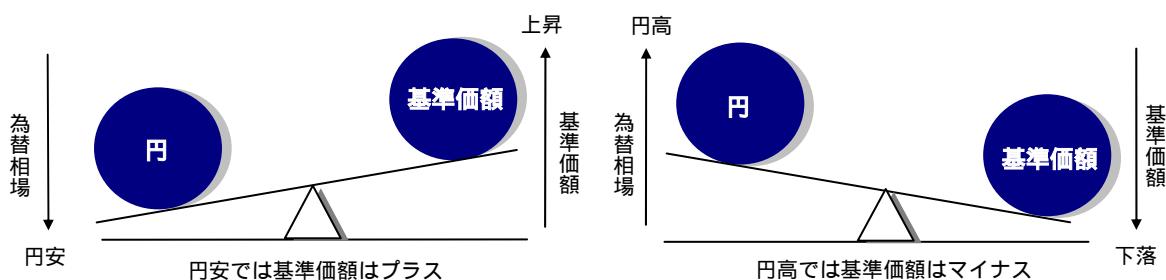 上昇
基準価額
円
為替相場
基準価額
円安
円安では基準価額はプラス
円高
円
為替相場
基準価額
基準価額
下落
円高では基準価額はマイナス